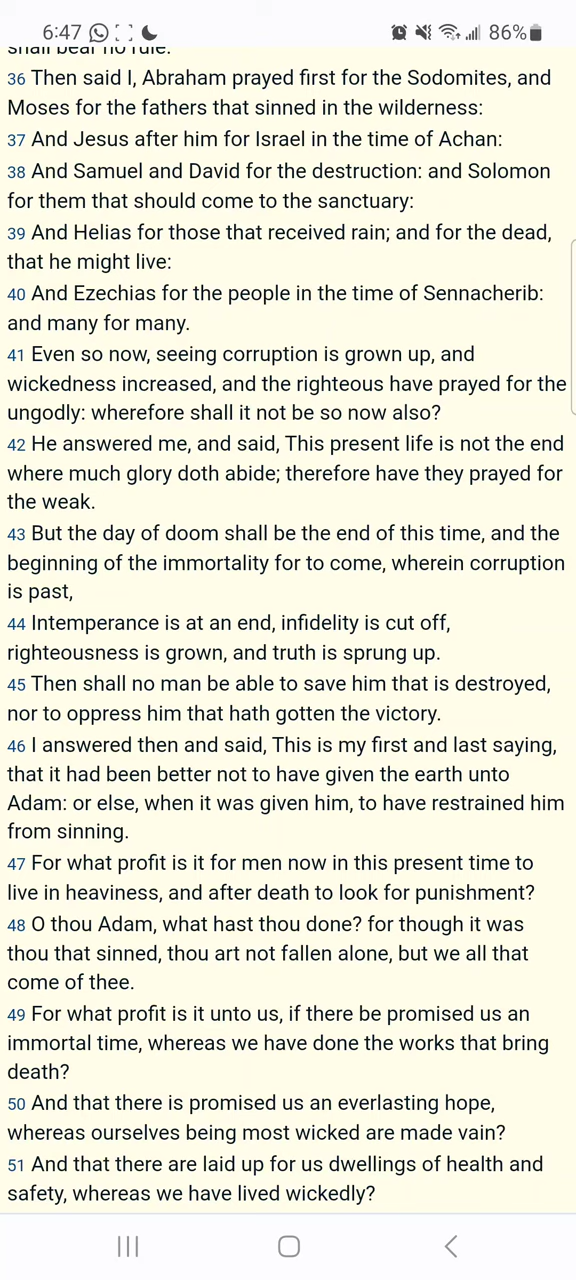 6:47
86%
shall bear no rule.
36 Then said I, Abraham prayed first for the Sodomites, and
Moses for the fathers that sinned in the wilderness:
37 And Jesus after him for Israel in the time of Achan:
38 And Samuel and David for the destruction: and Solomon
for them that should come to the sanctuary:
39 And Helias for those that received rain; and for the dead,
that he might live:
40 And Ezechias for the people in the time of Sennacherib:
and many for many.
41 Even so now, seeing corruption is grown up, and
wickedness increased, and the righteous have prayed for the
ungodly: wherefore shall it not be so now also?
42 He answered me, and said, This present life is not the end
where much glory doth abide; therefore have they prayed for
the weak.
43 But the day of doom shall be the end of this time, and the
beginning of the immortality for to come, wherein corruption
is past,
44 Intemperance is at an end, infidelity is cut off,
righteousness is grown, and truth is sprung up.
45 Then shall no man be able to save him that is destroyed,
nor to oppress him that hath gotten the victory.
46 I answered then and said, This is my first and last saying,
that it had been better not to have given the earth unto
Adam: or else, when it was given him, to have restrained him
from sinning.
47 For what profit is it for men now in this present time to
live in heaviness, and after death to look for punishment?
48 O thou Adam, what hast thou done? for though it was
thou that sinned, thou art not fallen alone, but we all that
come of thee.
49 For what profit is it unto us, if there be promised us an
immortal time, whereas we have done the works that bring
death?
50 And that there is promised us an everlasting hope,
whereas ourselves being most wicked are made vain?
51 And that there are laid up for us dwellings of health and
safety, whereas we have lived wickedly?